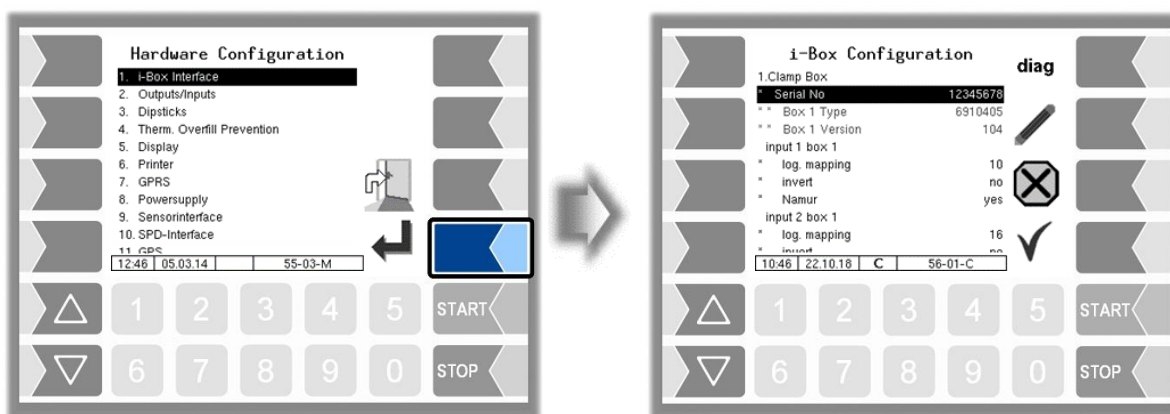 Hardware Configuration
1. i-Box Interface
2. Outputs/Inputs
3. Dipsticks
4. Therm. Overfill Prevention
5. Display
6. Printer
7. GPRS
8. Powersupply
9. Sensorinterface
10. SPD-Interface
11. GPS
12:46 05.03.14 55-03-M
1 2 3 4 5 START
6 7 8 9 0 STOP
i-Box Configuration
diag
1.Clamp Box
* Serial No 12345678
** Box 1 Type 6910405
** Box 1 Version 104
input 1 box 1
* log. mapping 10
* invert no
* Namur yes
input 2 box 1
* log. mapping 16
* invert no
10:46 22.10.18 C 56-01-C
1 2 3 4 5 START
6 7 8 9 0 STOP